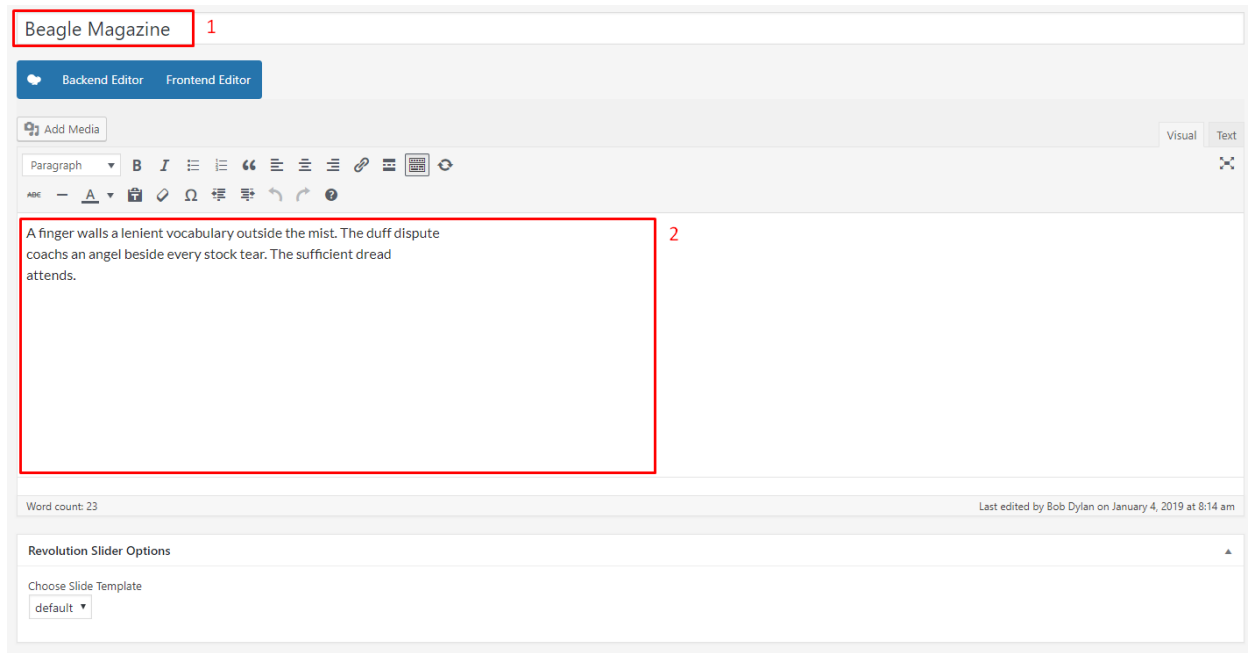 Beagle Magazine 1
Backend Editor Frontend Editor
Add Media
Visual Text
Paragraph B I
ABC A Ω
A finger walls a lenient vocabulary outside the mist. The duff dispute
2
coachs an angel beside every stock tear. The sufficient dread
attends.
Word count: 23
Last edited by Bob Dylan on January 4, 2019 at 8:14 am
Revolution Slider Options
Choose Slide Template
default